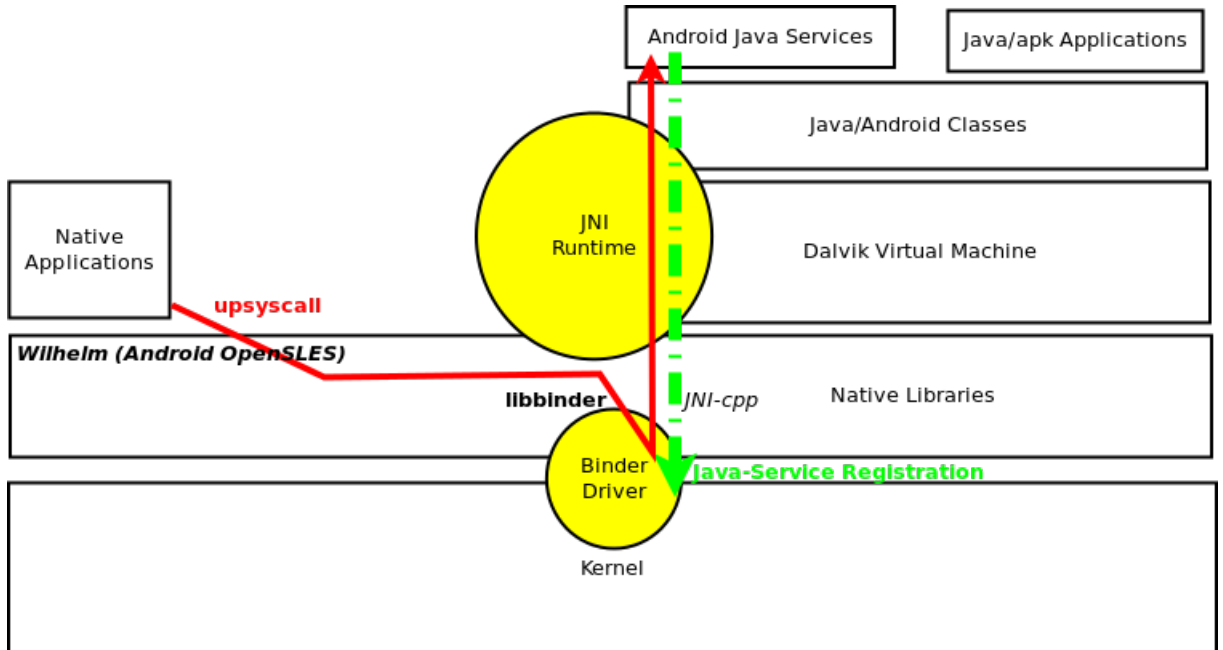 Android Java Services
Java/apk Applications
Java/Android Classes
JNI
Runtime
Native
Applications
Dalvik Virtual Machine
upsyscall
Wilhelm (Android OpenSLES)
libbinder
JNI-cpp
Native Libraries
Binder
Driver
Java-Service Registration
Kernel